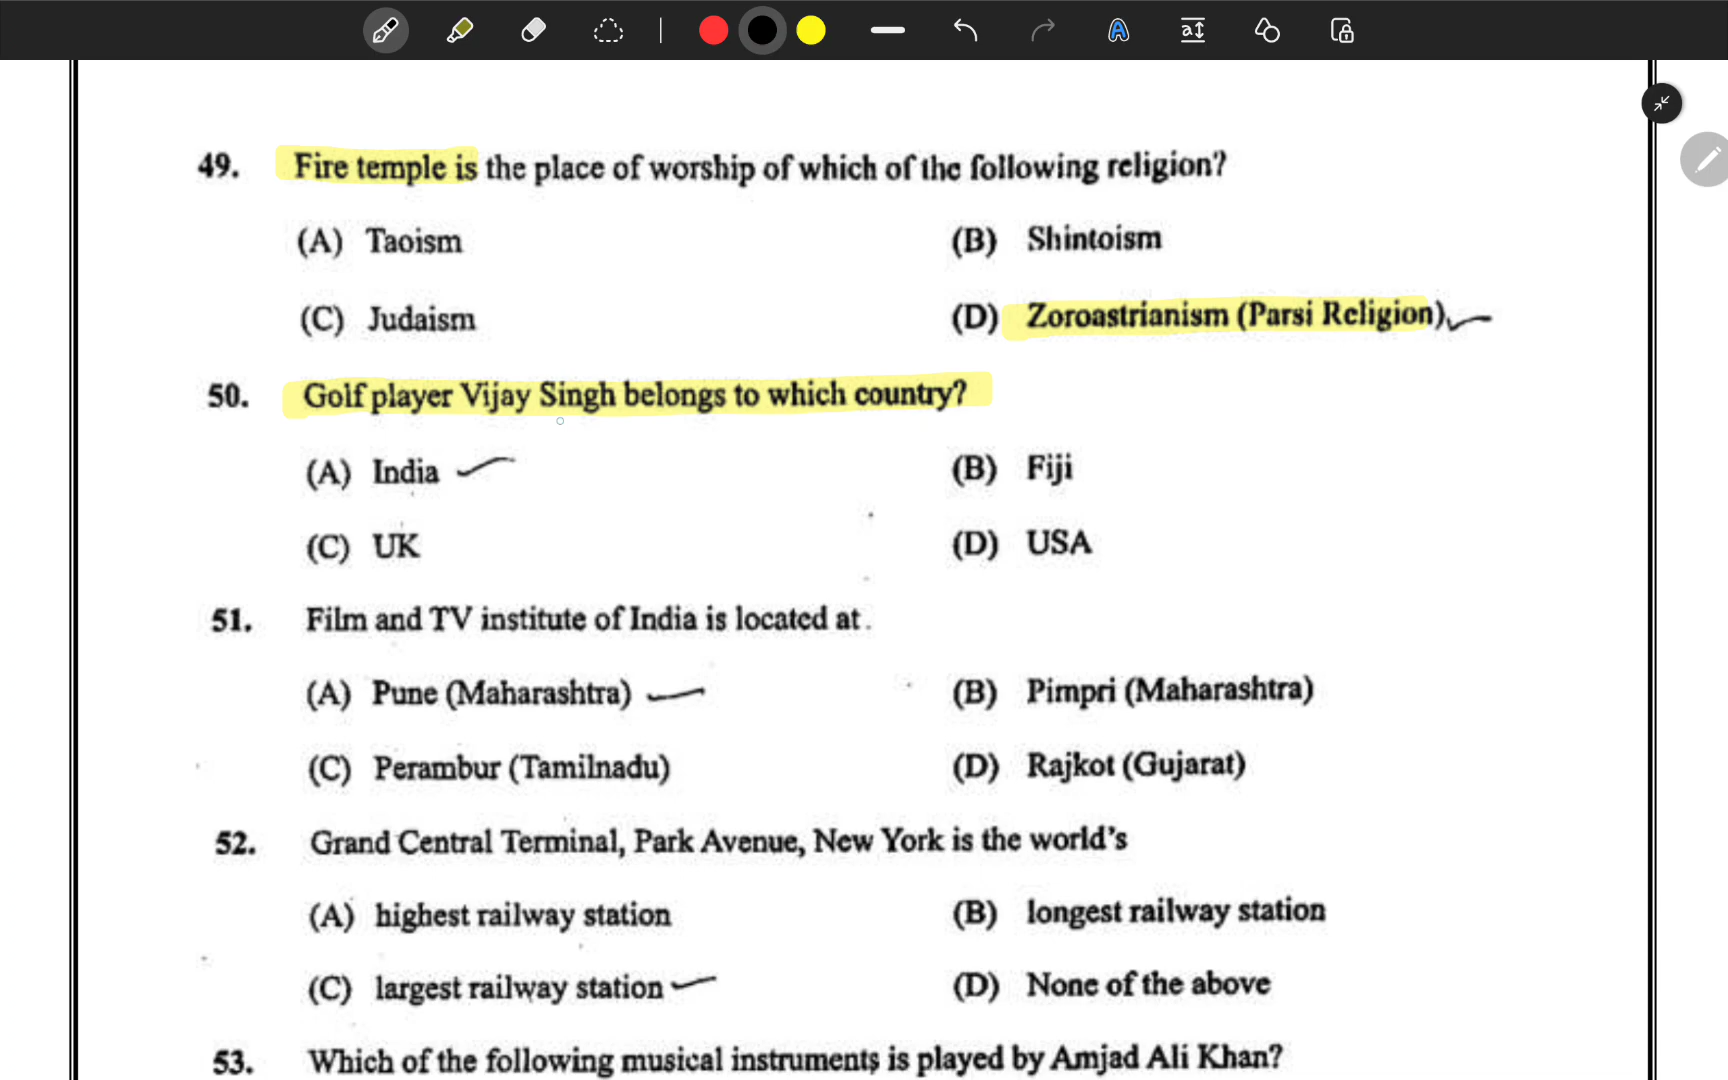 49. Fire temple is the place of worship of which of the following religion?
(A) Taoism (B) Shintoism
(C) Judaism (D) Zoroastrianism (Parsi Religion)
50. Golf player Vijay Singh belongs to which country?
(A) India (B) Fiji
(C) UK (D) USA
51. Film and TV institute of India is located at .
(A) Pune (Maharashtra) (B) Pimpri (Maharashtra)
(C) Perambur (Tamilnadu) (D) Rajkot (Gujarat)
52. Grand Central Terminal, Park Avenue, New York is the world's
(A) highest railway station (B) longest railway station
(C) largest railway station (D) None of the above
53. Which of the following musical instruments is played by Amjad Ali Khan?